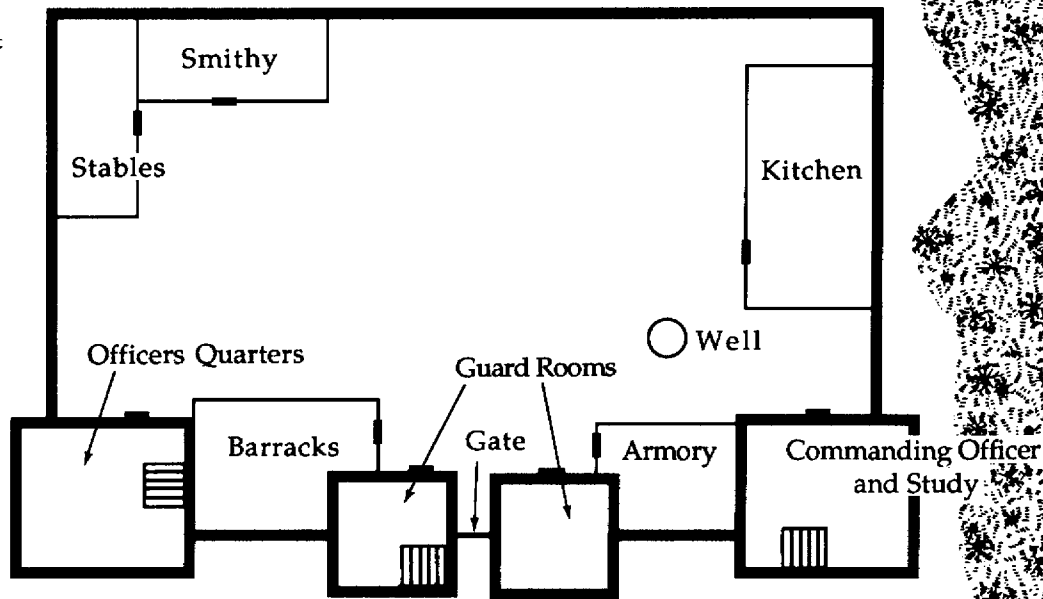 Smithy
Stables
Kitchen
Well
Officers Quarters
Guard Rooms
Barracks
Gate
Armory
Commanding Officer
and Study